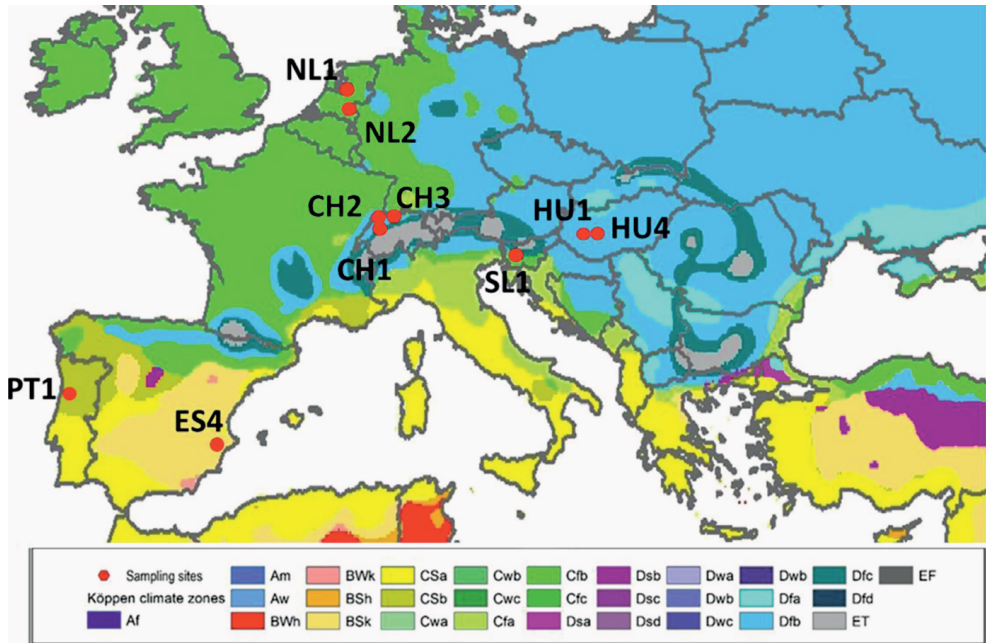 NL1
NL2
CH2
CH3
CH1
HU1
HU4
SL1
PT1
ES4
Sampling sites
Köppen climate zones
Af
Am
Aw
BWh
BWk
BSh
BSk
CSa
CSb
Cwa
Cwb
Cwc
Cfa
Cfb
Cfc
Dsa
Dsb
Dsc
Dsd
Dwa
Dwb
Dwc
Dwb
Dfa
Dfb
Dfc
Dfd
ET
EF